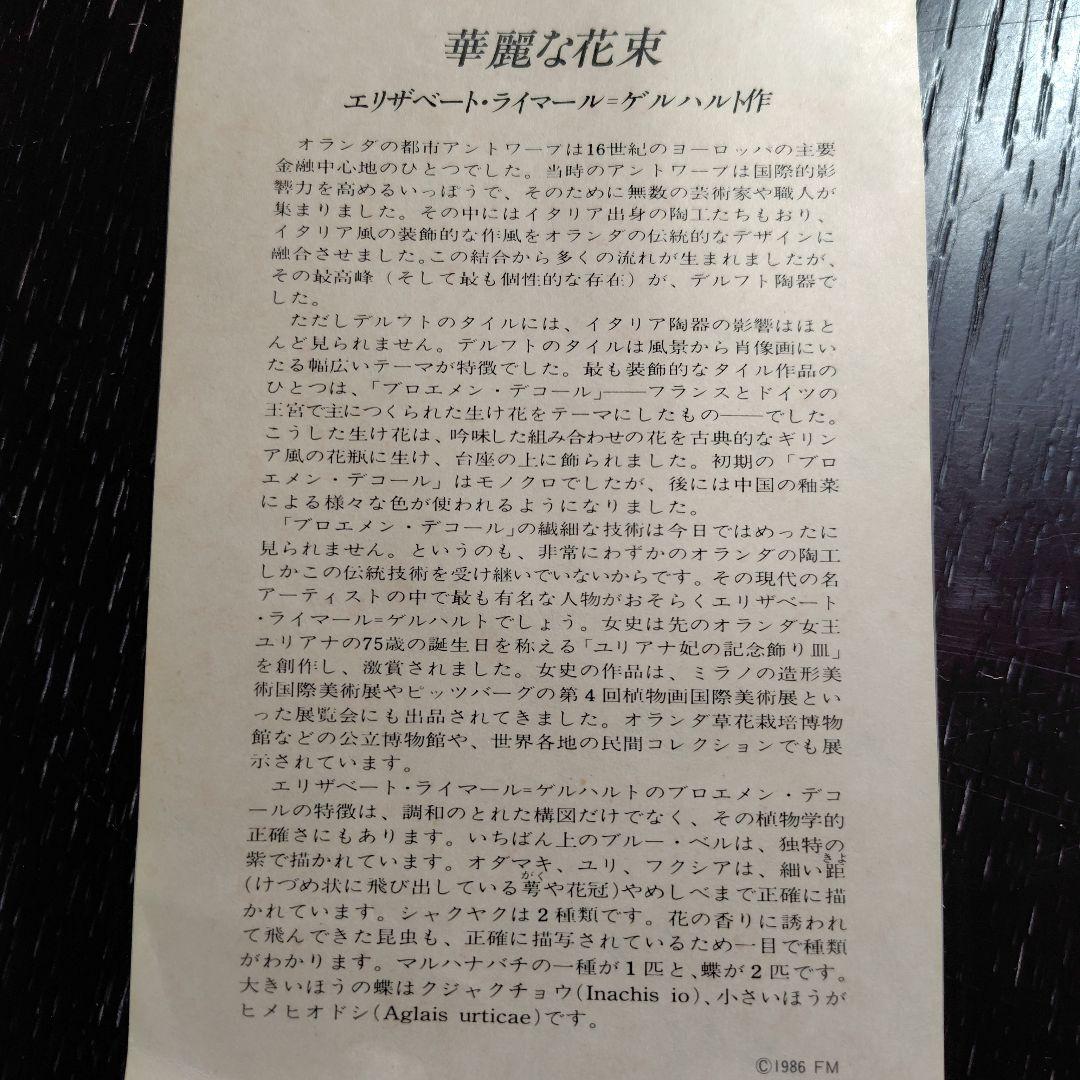 華麗な花束
エリザベート・ライマール＝ゲルハルト作
オランダの都市アントワープは16世紀のヨーロッパの主要
金融中心地のひとつでした。当時のアントワープは国際的影
響力を高めるいっぽうで、そのために無数の芸術家や職人が
集まりました。その中にはイタリア出身の陶工たちもおり、
イタリア風の装飾的な作風をオランダの伝統的なデザインに
融合させました。この結合から多くの流れが生まれましたが、
その最高峰（そして最も個性的な存在）が、デルフト陶器で
した。
ただしデルフトのタイルには、イタリア陶器の影響はほと
んど見られません。デルフトのタイルは風景から肖像画にい
たる幅広いテーマが特徴でした。最も装飾的なタイル作品の
ひとつは、「ブロエメン・デコール」——フランスとドイツの
王宮で主につくられた生け花をテーマにしたもの——でした。
こうした生け花は、吟味した組み合わせの花を古典的なギリシ
ア風の花瓶に生け、台座の上に飾られました。初期の「ブロ
エメン・デコール」はモノクロでしたが、後には中国の釉薬
による様々な色が使われるようになりました。
「ブロエメン・デコール」の繊細な技術は今日ではめったに
見られません。というのも、非常にわずかのオランダの陶工
しかこの伝統技術を受け継いでいないからです。その現代の名
アーティストの中で最も有名な人物がおそらくエリザベート
・ライマール＝ゲルハルトでしょう。女史は先のオランダ女王
ユリアナの75歳の誕生日を称える「ユリアナ妃の記念飾り皿」
を創作し、激賞されました。女史の作品は、ミラノの造形美
術国際美術展やピッツバーグの第4回植物画国際美術展とい
った展覧会にも出品されてきました。オランダ草花栽培博物
館などの公立博物館や、世界各地の民間コレクションでも展
示されています。
エリザベート・ライマール＝ゲルハルトのブロエメン・デコ
ールの特徴は、調和のとれた構図だけでなく、その植物学的
正確さにもあります。いちばん上のブルー・ベルは、独特の
紫で描かれています。オダマキ、ユリ、フクシアは、細い距
(けづめ状に飛び出している萼や花冠)やめしべまで正確に描
かれています。シャクヤクは2種類です。花の香りに誘われ
て飛んできた昆虫も、正確に描写されているため一目で種類
がわかります。マルハナバチの一種が1匹と、蝶が2匹です。
大きいほうの蝶はクジャクチョウ(Inachis io)、小さいほうが
ヒメヒオドシ(Aglais urticae)です。
©1986 FM